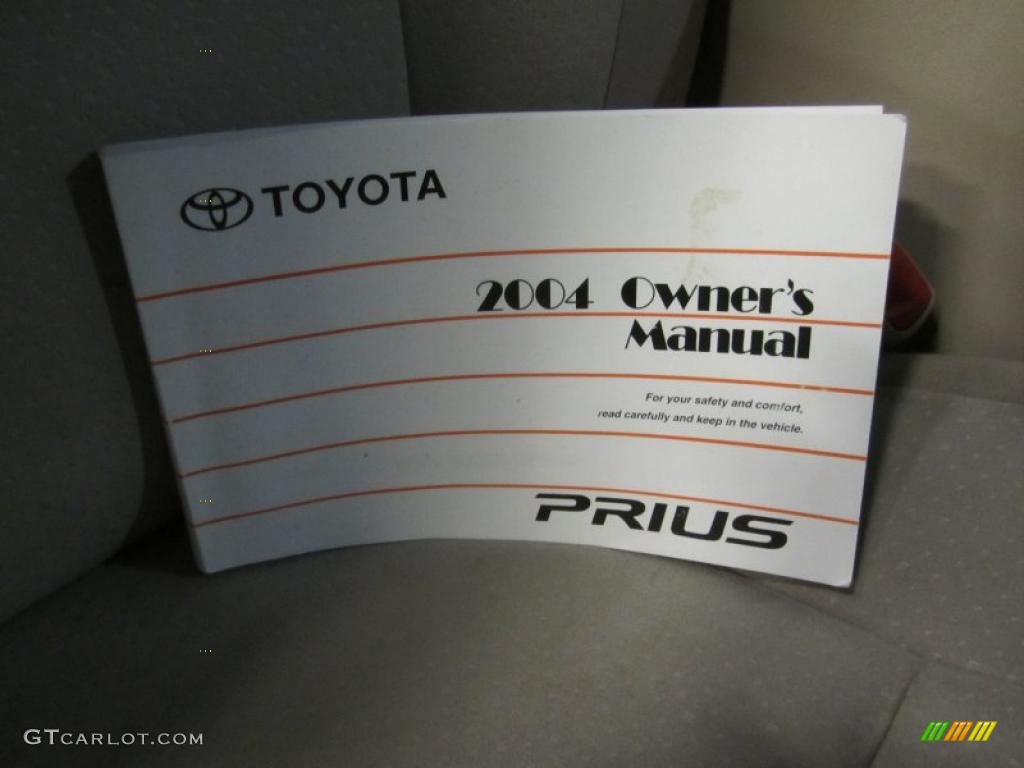 TOYOTA
2004 Owner's
Manual
For your safety and comfort,
read carefully and keep in the vehicle.
PRIUS
GTCARLOT.COM